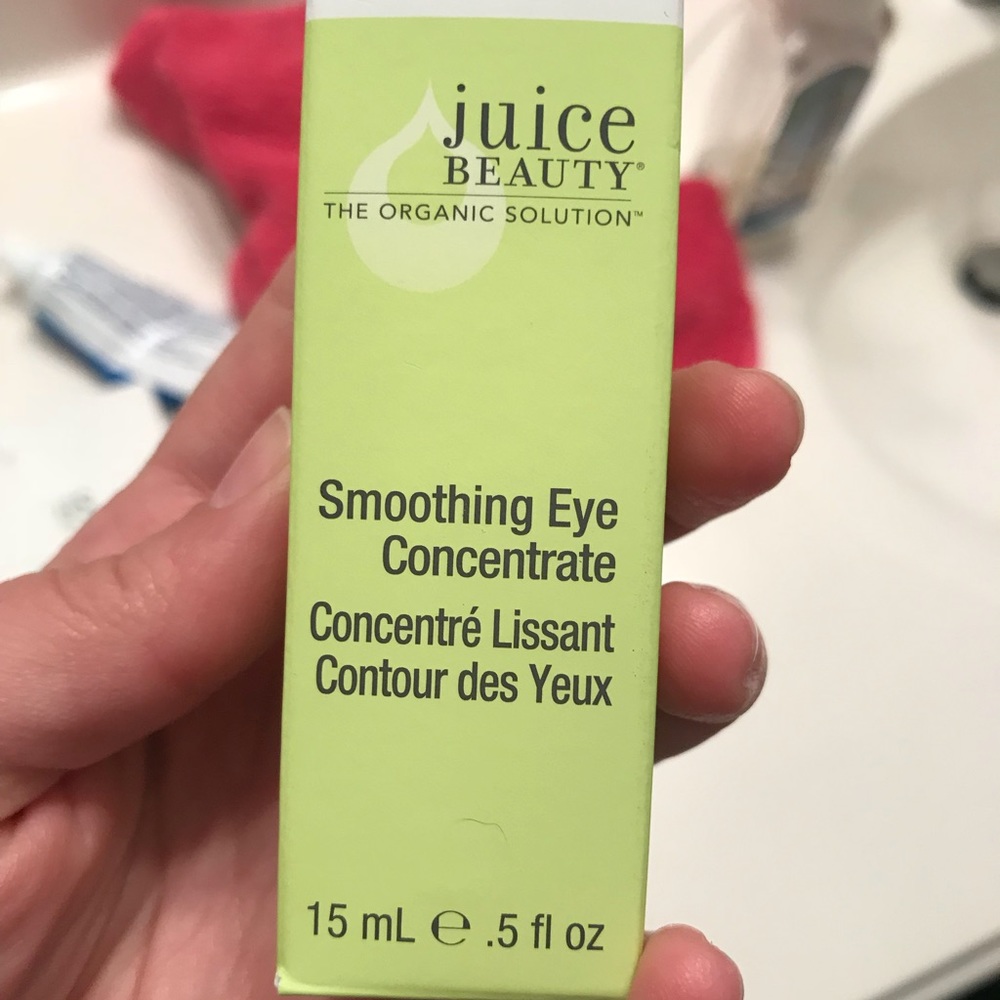 juice
BEAUTY®
THE ORGANIC SOLUTION™
Smoothing Eye
Concentrate
Concentré Lissant
Contour des Yeux
15 mL ℮ .5 fl oz